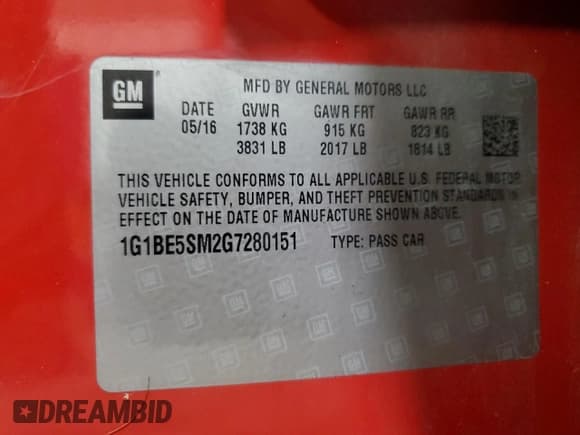 GM
MFD BY GENERAL MOTORS LLC
DATE GVWR GAWR FRT GAWR RR
05/16 1738 KG 915 KG 823 KG
3831 LB 2017 LB 1814 LB
THIS VEHICLE CONFORMS TO ALL APPLICABLE U.S. FEDERAL MOTOR
VEHICLE SAFETY, BUMPER, AND THEFT PREVENTION STANDARDS IN
EFFECT ON THE DATE OF MANUFACTURE SHOWN ABOVE.
1G1BE5SM2G7280151 TYPE: PASS CAR
DREAMBID